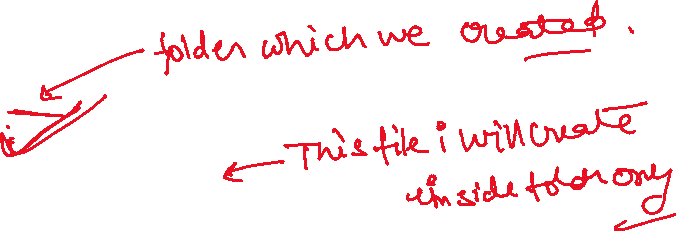 folder which we created.
This file i will create
inside folder only